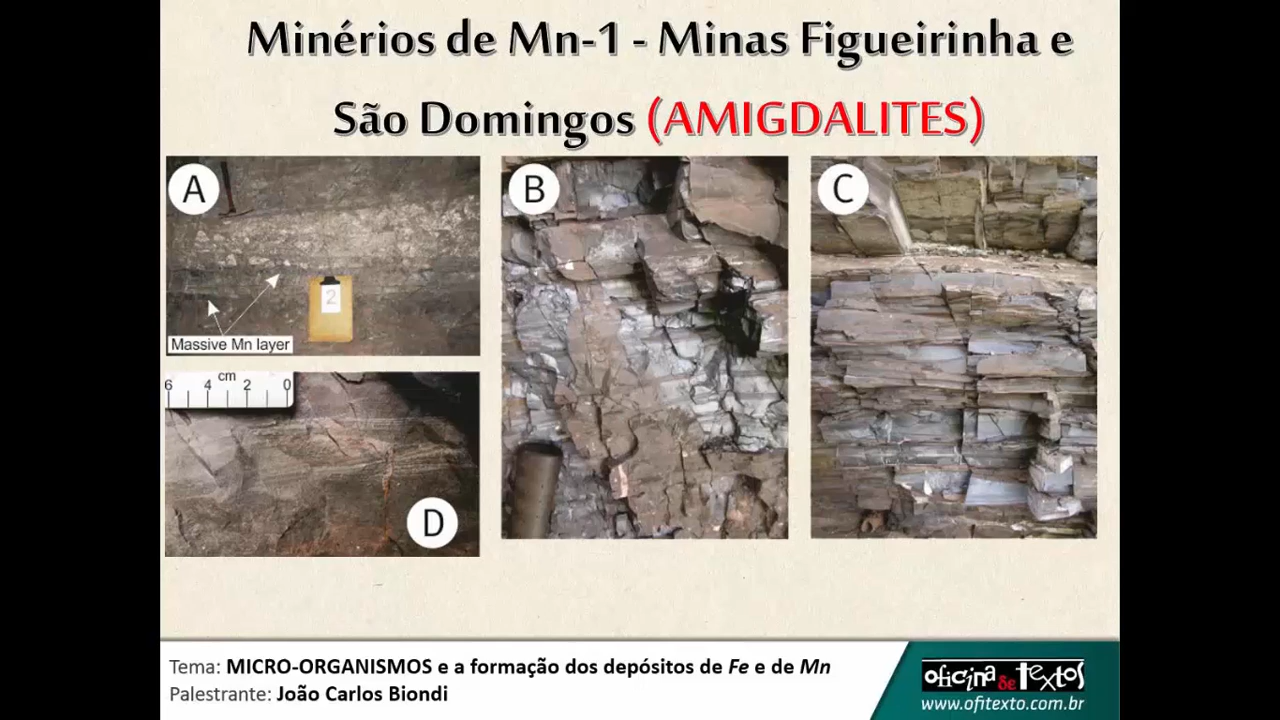 Minérios de Mn-1 - Minas Figueirinha e
São Domingos (AMIGDALITES)
A
B
C
2
Massive Mn layer
cm
6 4 2 0
D
Tema: MICRO-ORGANISMOS e a formação dos depósitos de Fe e de Mn
Palestrante: João Carlos Biondi
oficina de textos
www.ofitexto.com.br